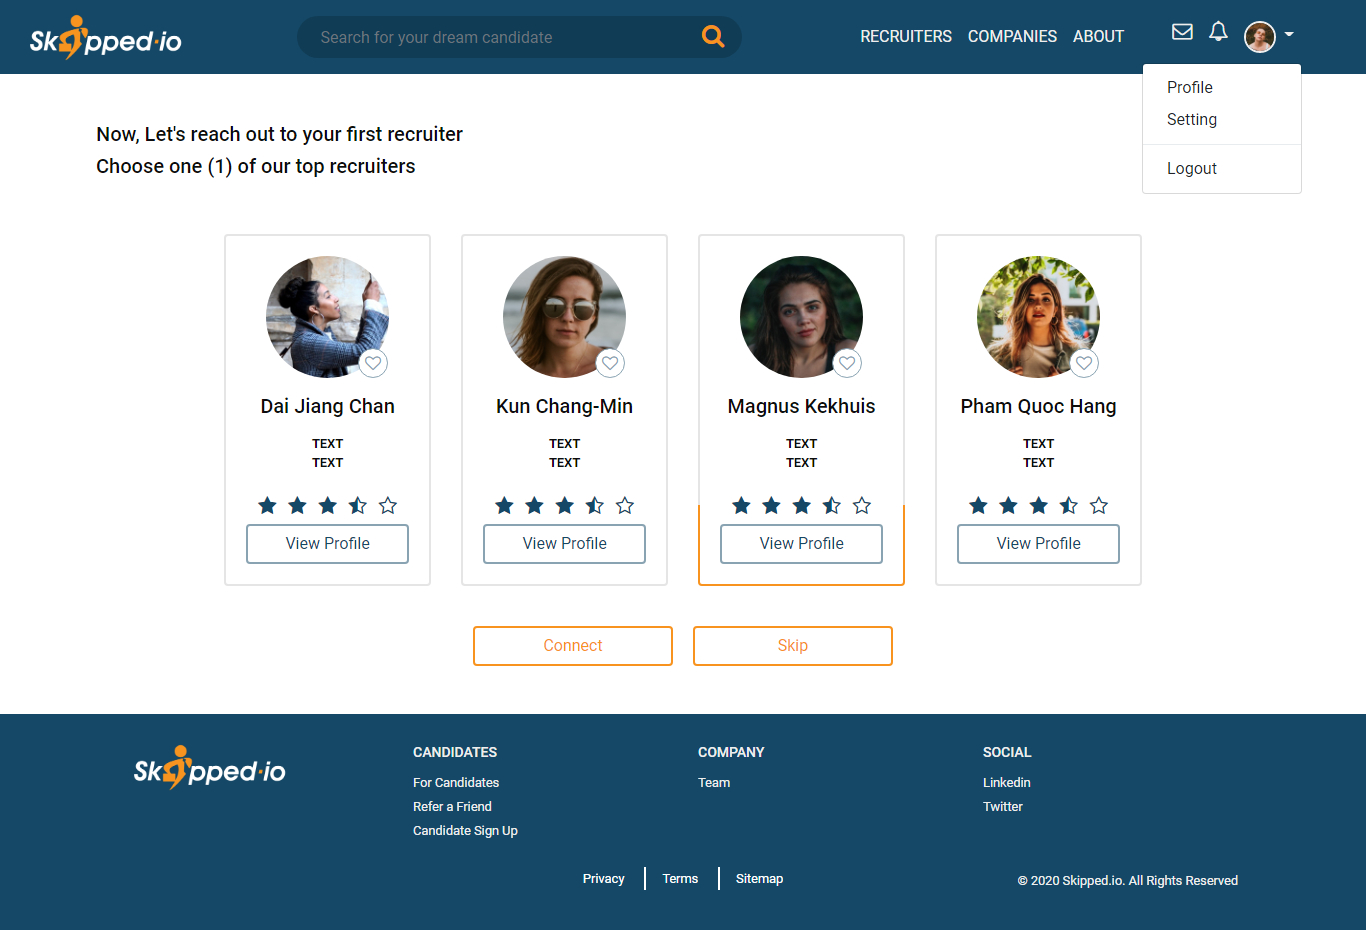 Skipped.io
Search for your dream candidate
RECRUITERS COMPANIES ABOUT
Profile
Setting
Logout
Now, Let's reach out to your first recruiter
Choose one (1) of our top recruiters
Dai Jiang Chan
TEXT
TEXT
View Profile
Kun Chang-Min
TEXT
TEXT
View Profile
Magnus Kekhuis
TEXT
TEXT
View Profile
Pham Quoc Hang
TEXT
TEXT
View Profile
Connect
Skip
Skipped.io
CANDIDATES
For Candidates
Refer a Friend
Candidate Sign Up
COMPANY
Team
SOCIAL
Linkedin
Twitter
Privacy
Terms
Sitemap
© 2020 Skipped.io. All Rights Reserved